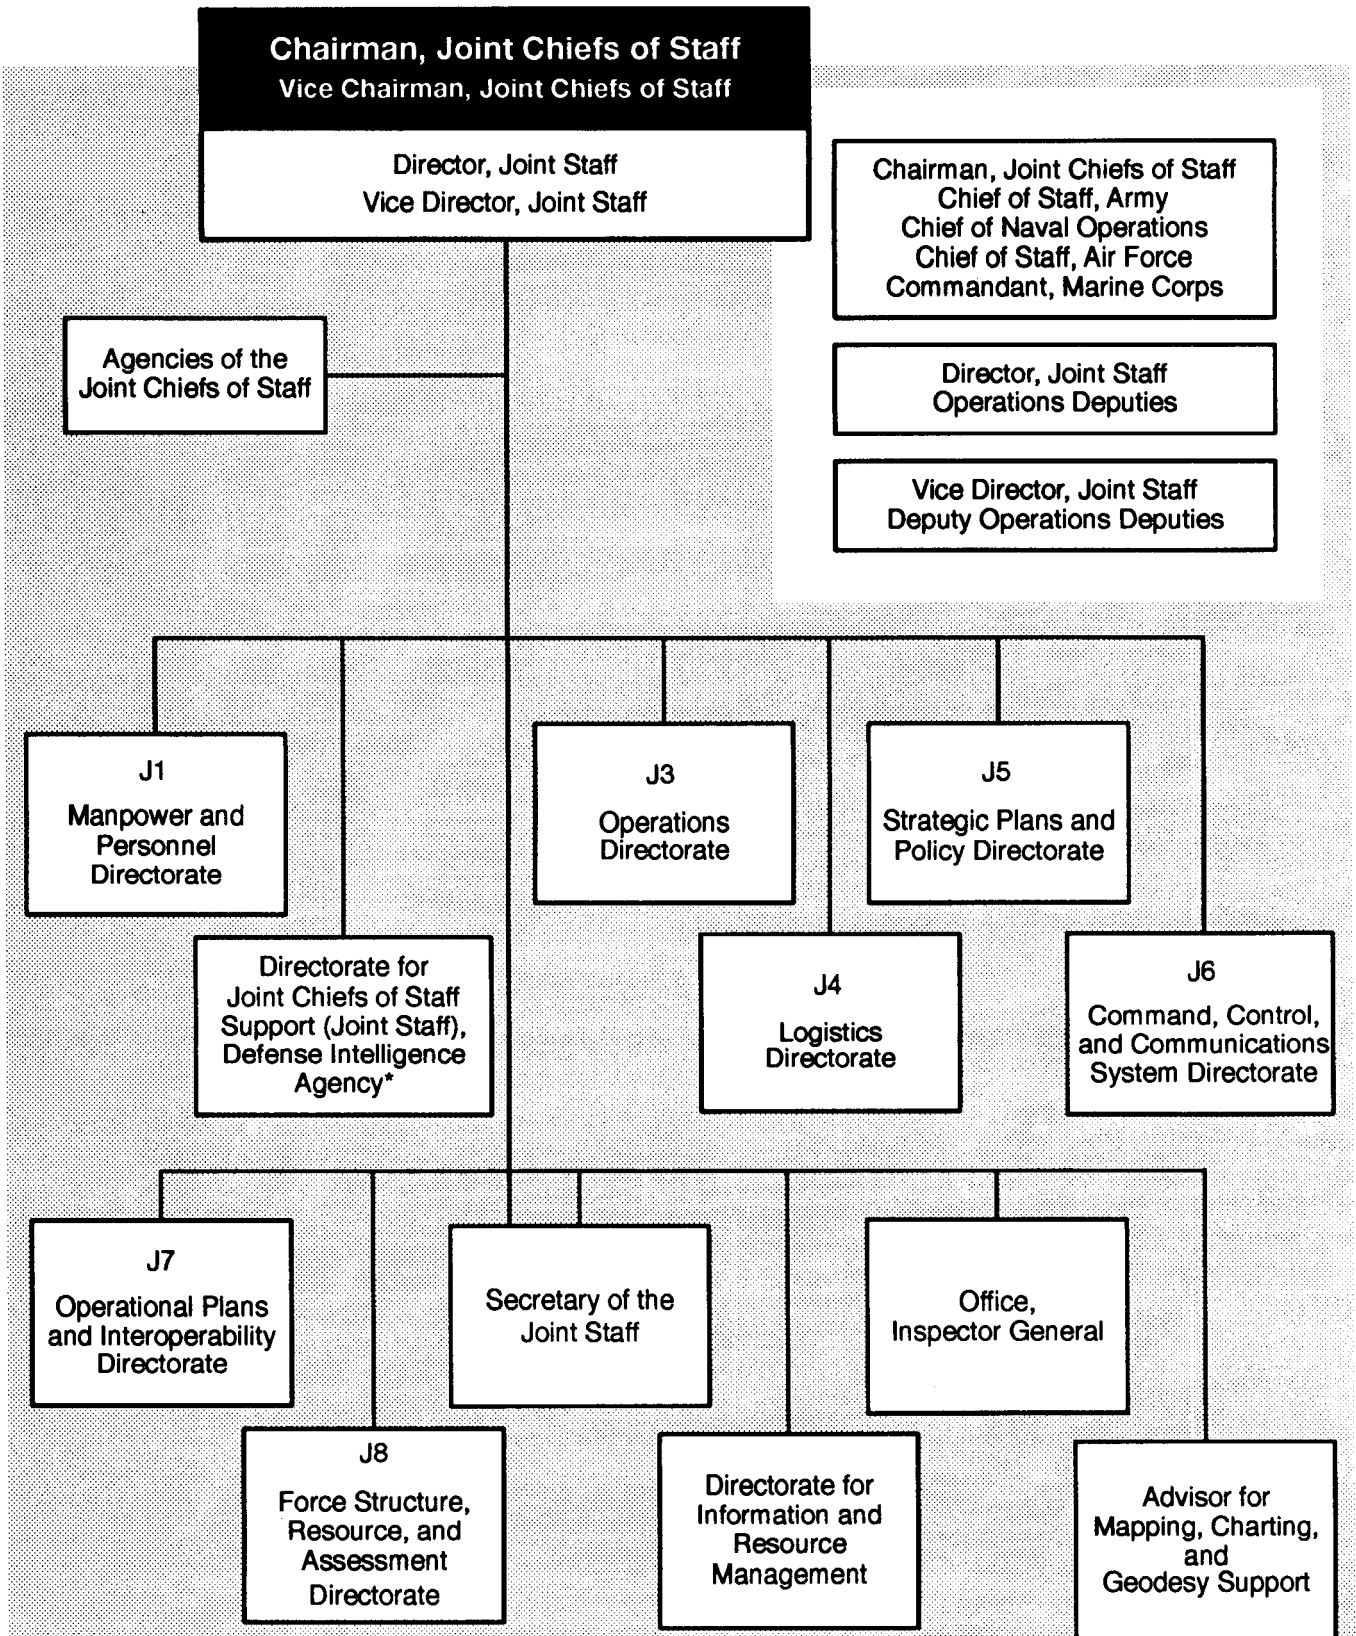 Chairman, Joint Chiefs of Staff
Vice Chairman, Joint Chiefs of Staff
Director, Joint Staff
Vice Director, Joint Staff
Chairman, Joint Chiefs of Staff
Chief of Staff, Army
Chief of Naval Operations
Chief of Staff, Air Force
Commandant, Marine Corps
Agencies of the
Joint Chiefs of Staff
Director, Joint Staff
Operations Deputies
Vice Director, Joint Staff
Deputy Operations Deputies
J1
Manpower and
Personnel
Directorate
Directorate for
Joint Chiefs of Staff
Support (Joint Staff),
Defense Intelligence
Agency*
J3
Operations
Directorate
J4
Logistics
Directorate
J5
Strategic Plans and
Policy Directorate
J6
Command, Control,
and Communications
System Directorate
J7
Operational Plans
and Interoperability
Directorate
J8
Force Structure,
Resource, and
Assessment
Directorate
Secretary of the
Joint Staff
Directorate for
Information and
Resource
Management
Office,
Inspector General
Advisor for
Mapping, Charting,
and
Geodesy Support